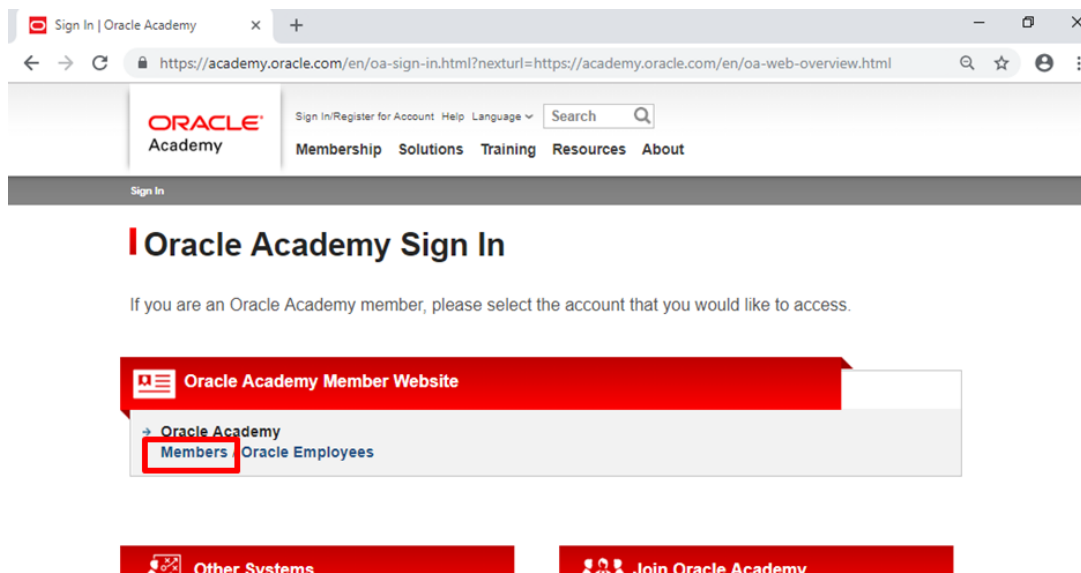 Sign In | Oracle Academy
https://academy.oracle.com/en/oa-sign-in.html?nexturl=https://academy.oracle.com/en/oa-web-overview.html
ORACLE
Academy
Sign In/Register for Account Help Language Search
Membership Solutions Training Resources About
Sign In
Oracle Academy Sign In
If you are an Oracle Academy member, please select the account that you would like to access.
Oracle Academy Member Website
Oracle Academy
Members / Oracle Employees
Other Systems
Join Oracle Academy